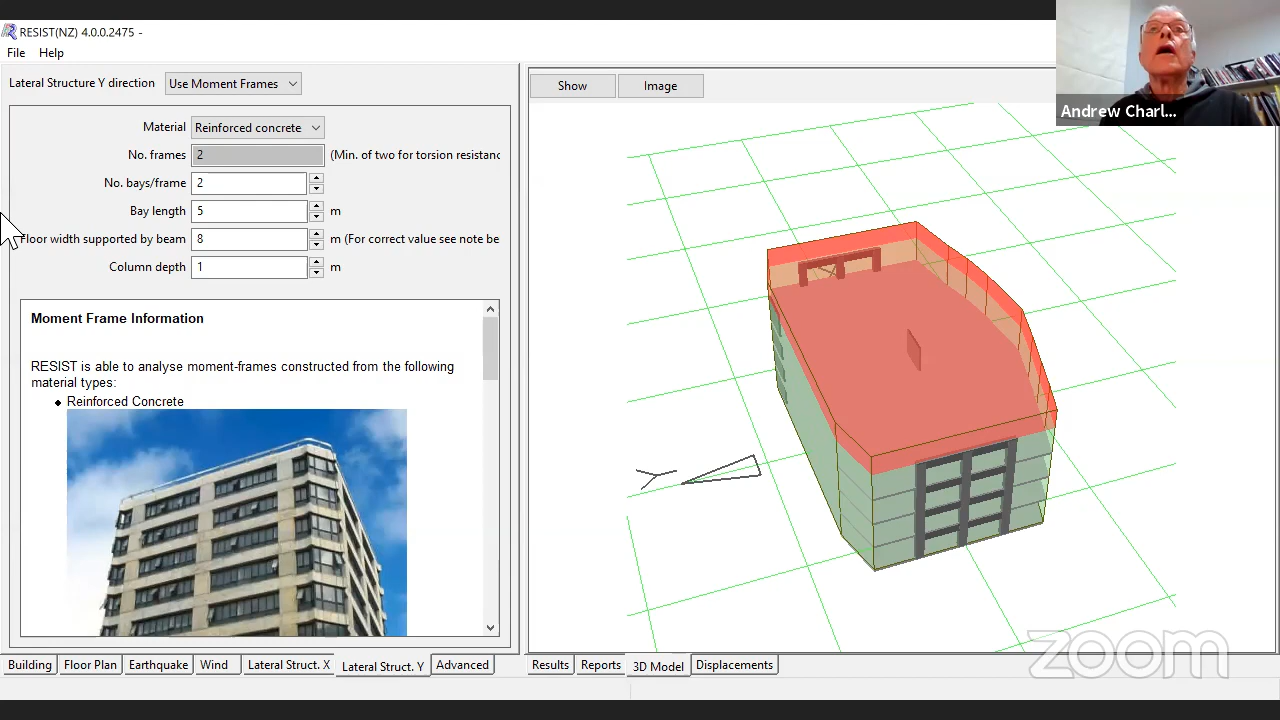 RESIST(NZ) 4.0.0.2475 -
File Help
Lateral Structure Y direction Use Moment Frames
Show Image
Andrew Charl...
Material Reinforced concrete
No. frames 2 (Min. of two for torsion resistanc
No. bays/frame 2
Bay length 5 m
Floor width supported by beam 8 m (For correct value see note be
Column depth 1 m
Moment Frame Information
RESIST is able to analyse moment-frames constructed from the following
material types:
Reinforced Concrete
Y
zoom
Building Floor Plan Earthquake Wind Lateral Struct. X Lateral Struct. Y Advanced
Results Reports 3D Model Displacements